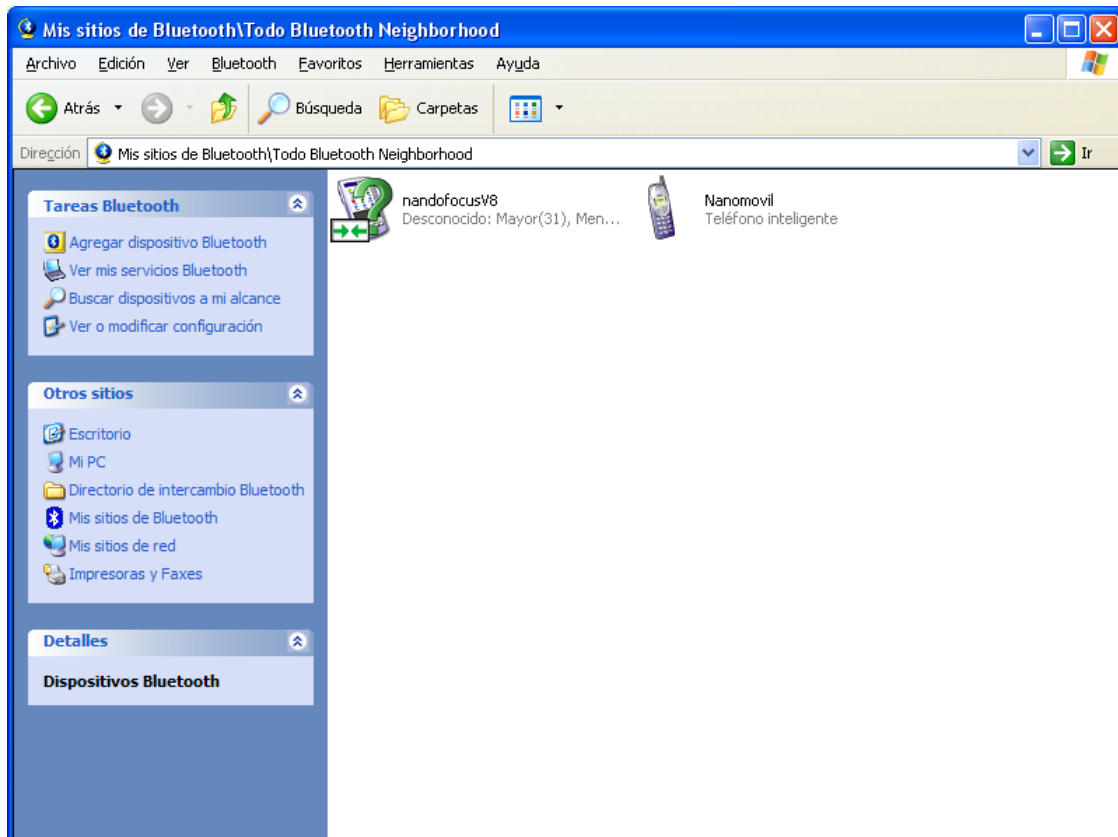 Mis sitios de Bluetooth\Todo Bluetooth Neighborhood
Archivo Edición Ver Bluetooth Favoritos Herramientas Ayuda
Atrás Búsqueda Carpetas
Dirección Mis sitios de Bluetooth\Todo Bluetooth Neighborhood Ir
Tareas Bluetooth
Agregar dispositivo Bluetooth
Ver mis servicios Bluetooth
Buscar dispositivos a mi alcance
Ver o modificar configuración
Otros sitios
Escritorio
Mi PC
Directorio de intercambio Bluetooth
Mis sitios de Bluetooth
Mis sitios de red
Impresoras y Faxes
Detalles
Dispositivos Bluetooth
nandofocusV8
Desconocido: Mayor(31), Men...
Nanomovil
Teléfono inteligente